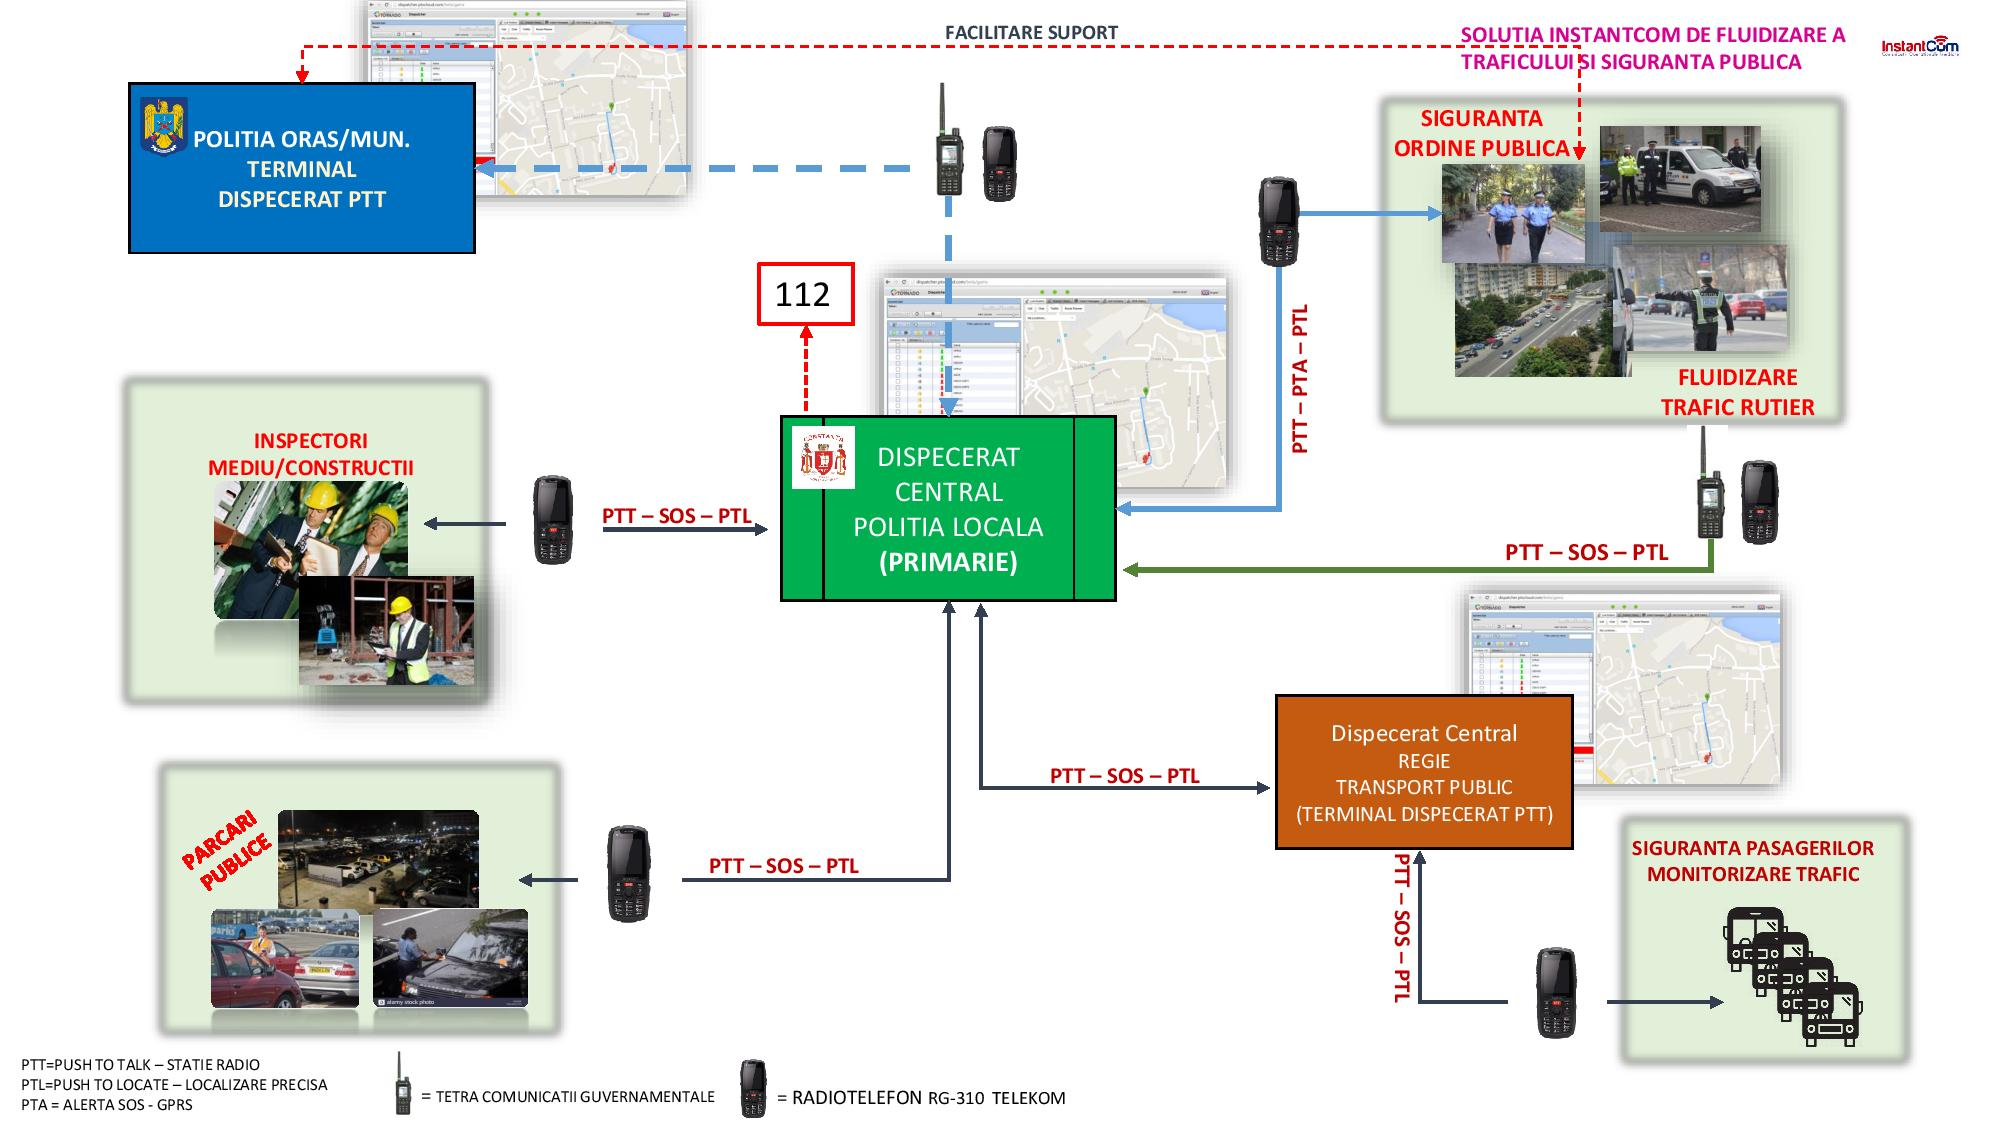 FACILITARE SUPORT
SOLUTIA INSTANTCOM DE FLUIDIZARE A
TRAFICULUI SI SIGURANTA PUBLICA
InstantCom
POLITIA ORAS/MUN.
TERMINAL
DISPECERAT PTT
SIGURANTA
ORDINE PUBLICA
112
PTT – PTA – PTL
FLUIDIZARE
TRAFIC RUTIER
INSPECTORI
MEDIU/CONSTRUCTII
PTT – SOS – PTL
CONSTANTA
DISPECERAT
CENTRAL
POLITIA LOCALA
(PRIMARIE)
PTT – SOS – PTL
Dispecerat Central
REGIE
TRANSPORT PUBLIC
(TERMINAL DISPECERAT PTT)
PTT – SOS – PTL
PARCARI
PUBLICE
PTT – SOS – PTL
alamy stock photo
PTT – SOS – PTL
SIGURANTA PASAGERILOR
MONITORIZARE TRAFIC
PTT=PUSH TO TALK – STATIE RADIO
PTL=PUSH TO LOCATE – LOCALIZARE PRECISA
PTA = ALERTA SOS - GPRS
= TETRA COMUNICATII GUVERNAMENTALE
= RADIOTELEFON RG-310 TELEKOM